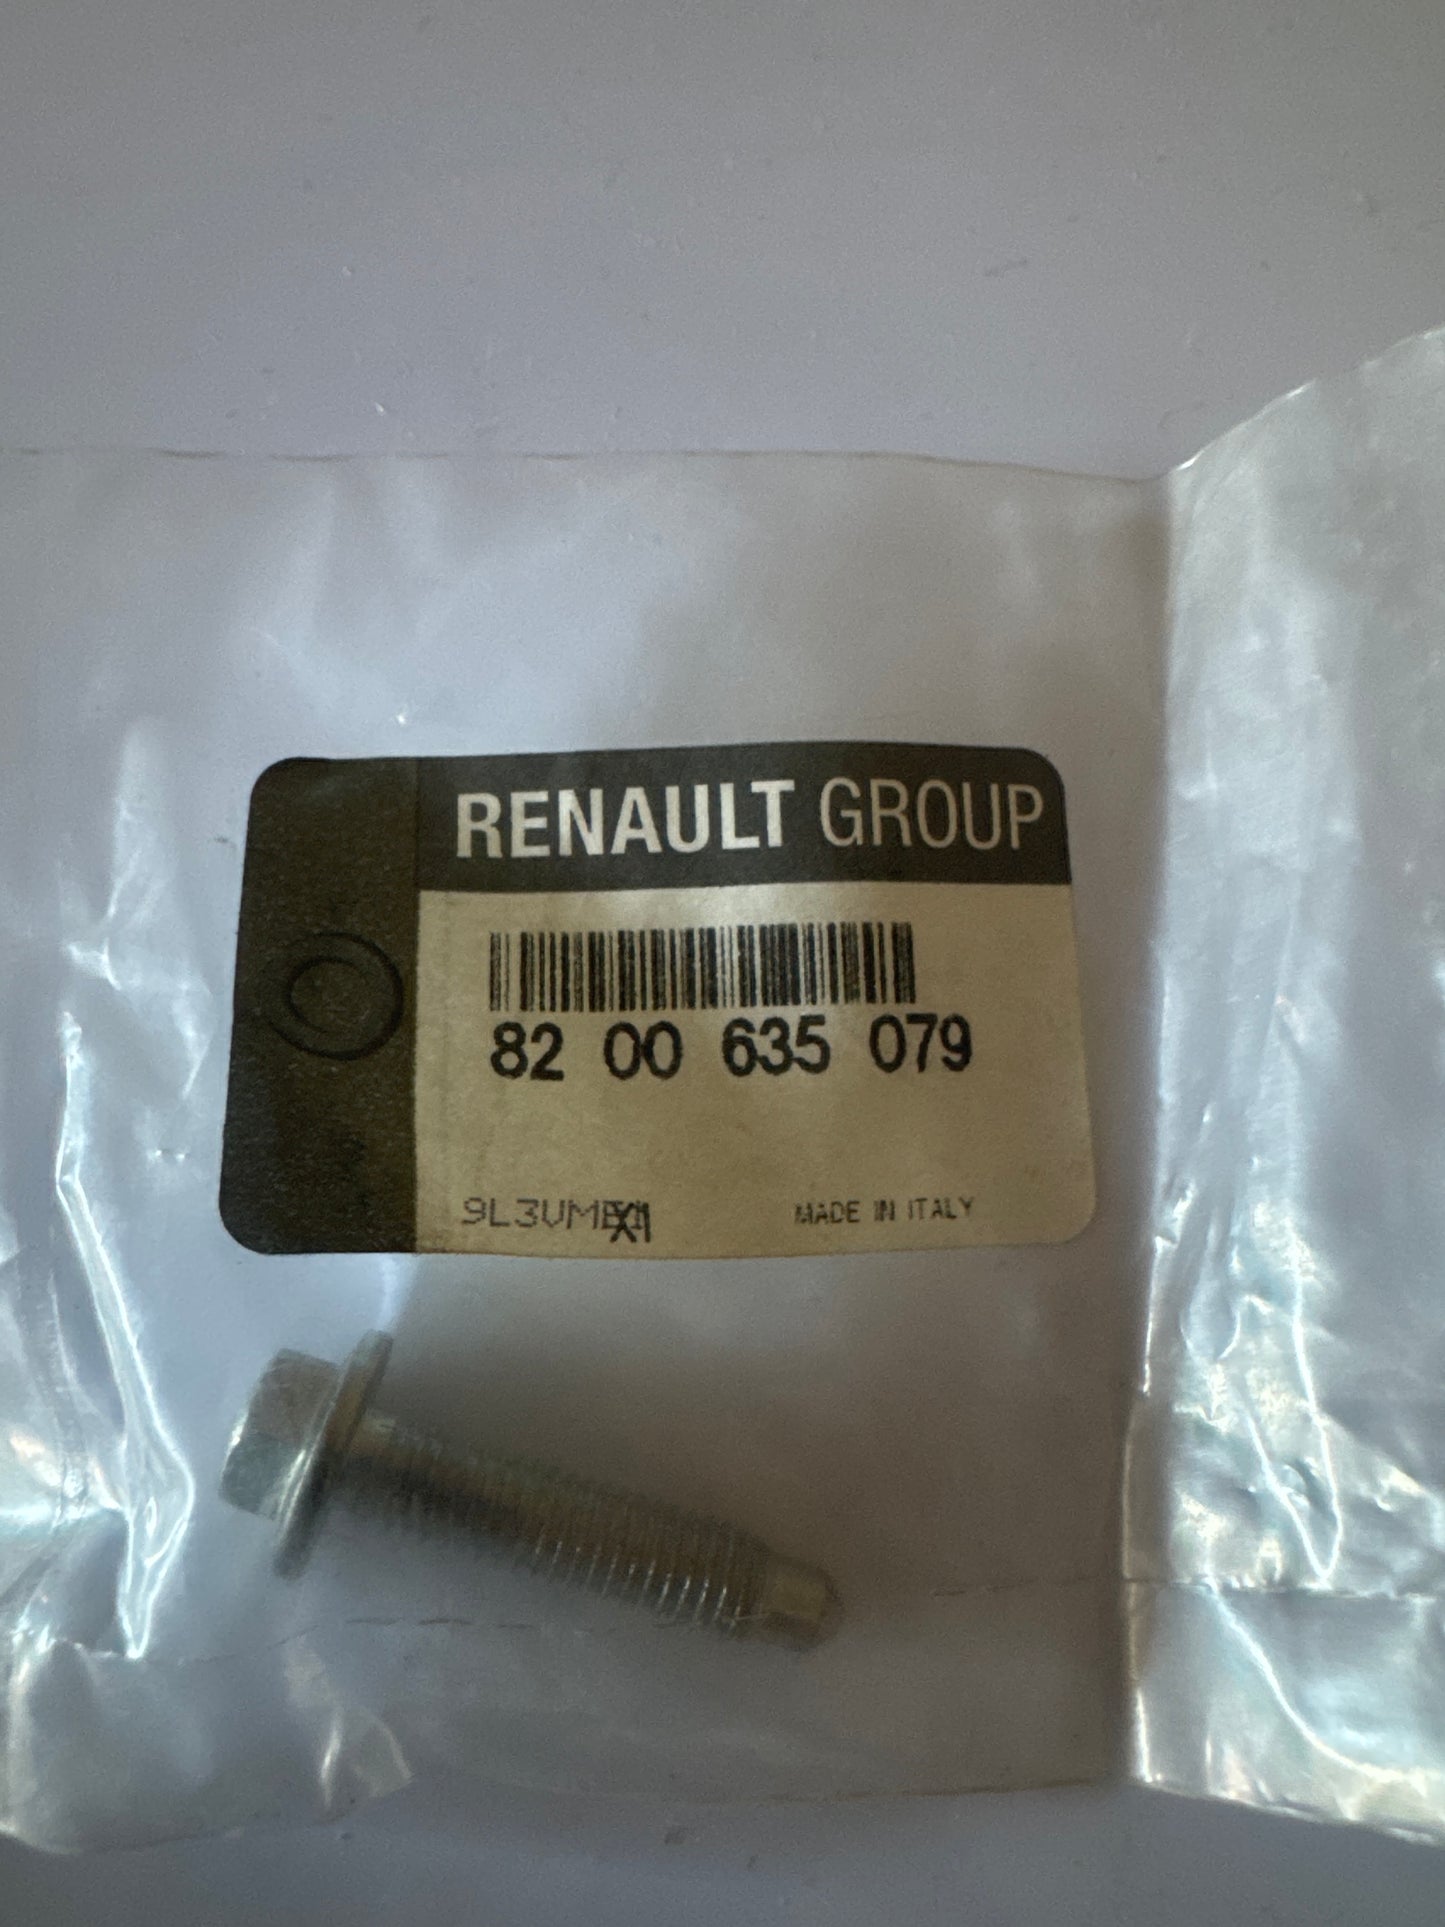 RENAULT GROUP
82 00 635 079
MADE IN ITALY